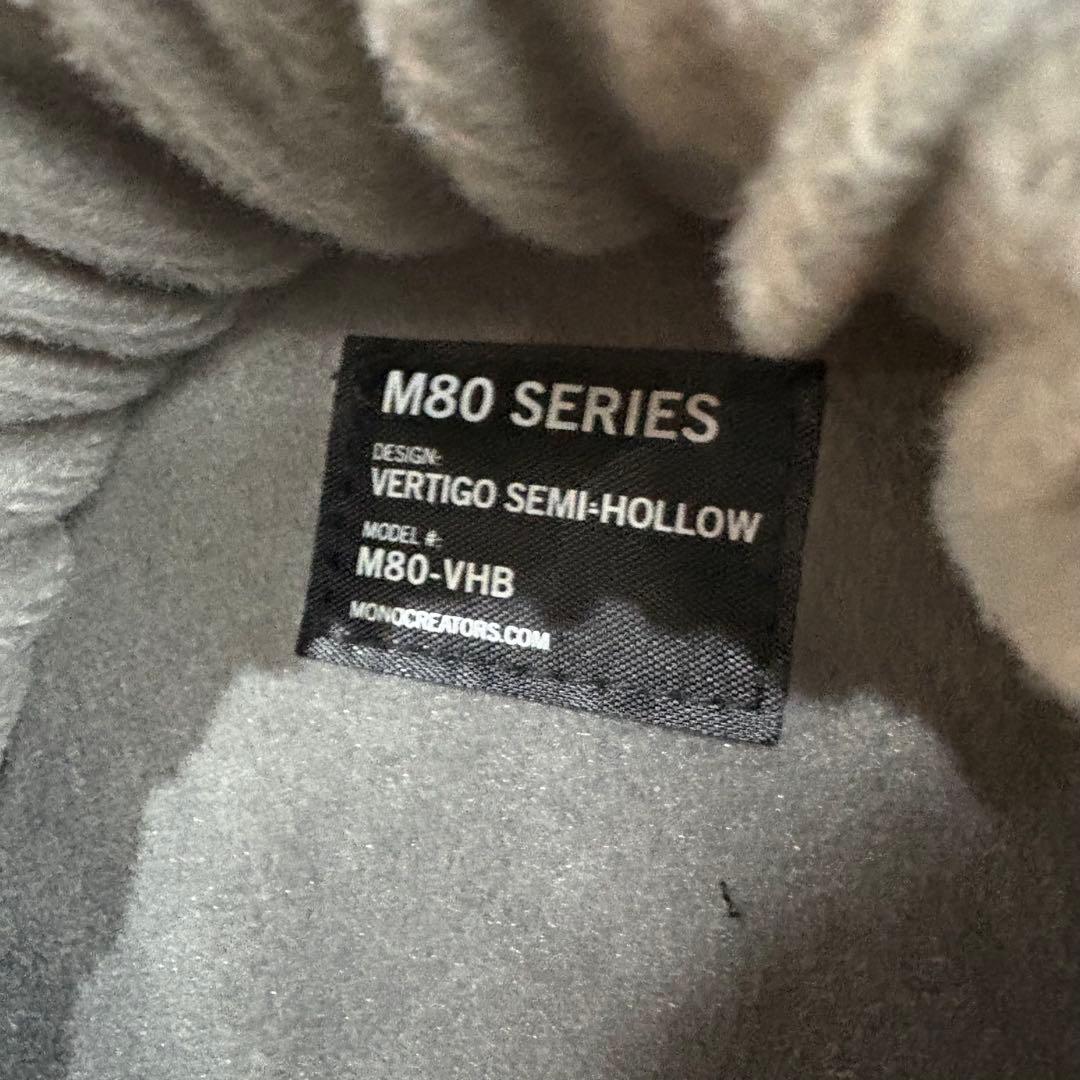 M80 SERIES
DESIGN:
VERTIGO SEMI-HOLLOW
MODEL #:
M80-VHB
MONOCREATORS.COM